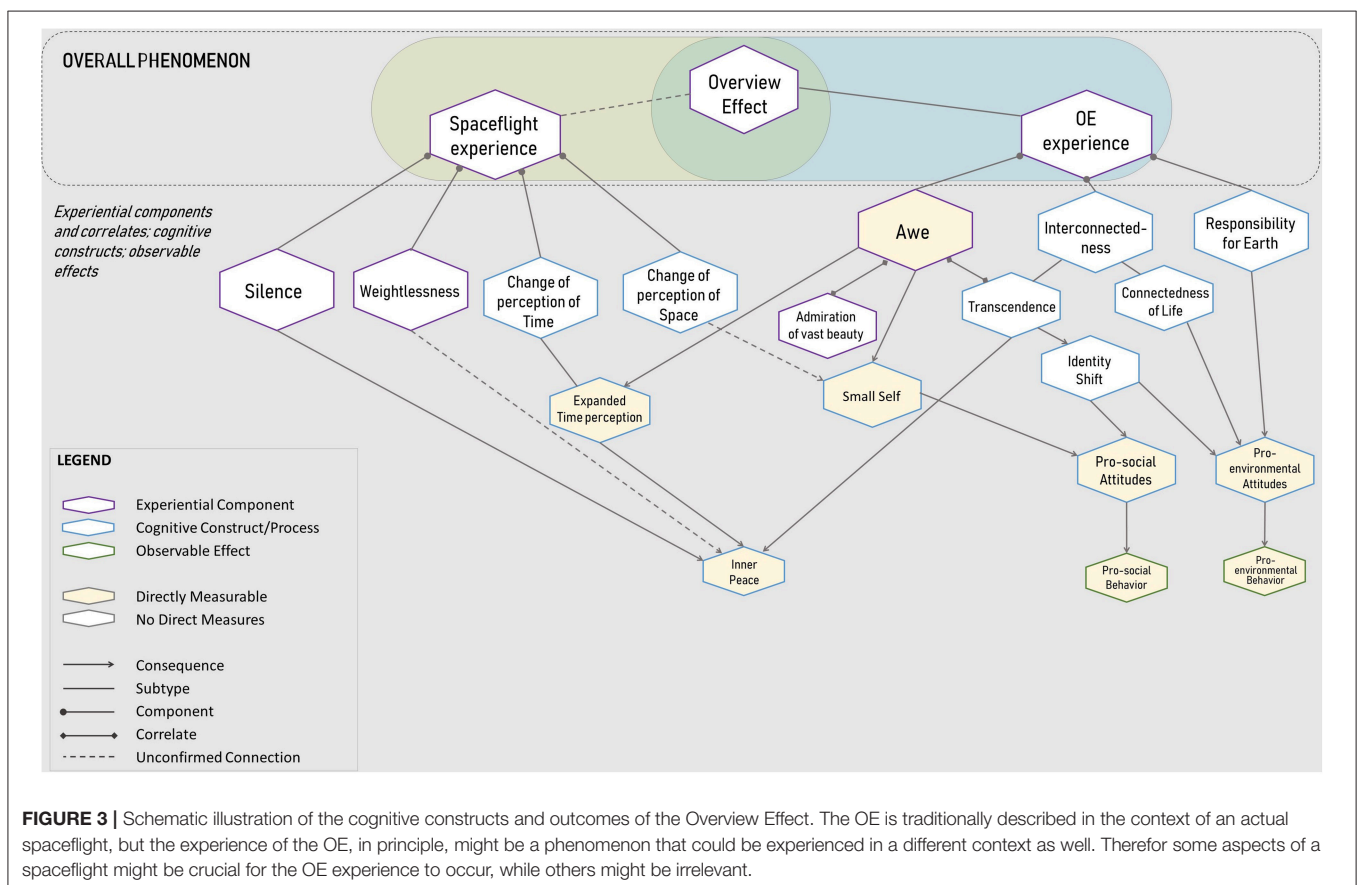 OVERALL PHENOMENON
Overview
Effect
Spaceflight
experience
OE
experience
Experiential components
and correlates; cognitive
constructs; observable
effects
Silence
Weightlessness
Change of
perception of
Time
Change of
perception of
Space
Awe
Interconnected-
ness
Responsibility
for Earth
Admiration
of vast beauty
Transcendence
Connectedness
of Life
Identity
Shift
Expanded
Time perception
Small Self
Pro-social
Attitudes
Pro-
environmental
Attitudes
Inner
Peace
Pro-social
Behavior
Pro-
environmental
Behavior
LEGEND
Experiential Component
Cognitive Construct/Process
Observable Effect
Directly Measurable
No Direct Measures
Consequence
Subtype
Component
Correlate
Unconfirmed Connection
FIGURE 3 | Schematic illustration of the cognitive constructs and outcomes of the Overview Effect. The OE is traditionally described in the context of an actual
spaceflight, but the experience of the OE, in principle, might be a phenomenon that could be experienced in a different context as well. Therefor some aspects of a
spaceflight might be crucial for the OE experience to occur, while others might be irrelevant.